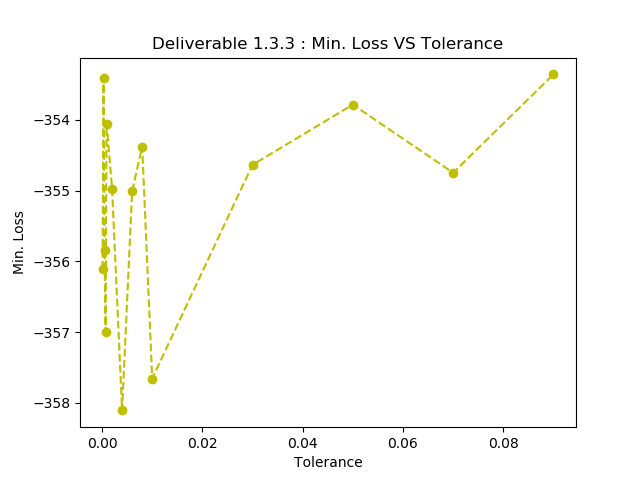 Deliverable 1.3.3 : Min. Loss VS Tolerance
−354
−355
−356
−357
−358
Min. Loss
0.00 0.02 0.04 0.06 0.08
Tolerance